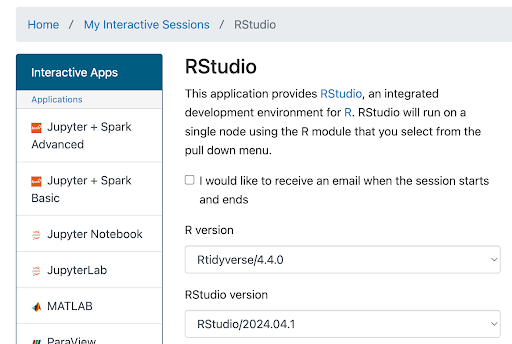 Home / My Interactive Sessions / RStudio
Interactive Apps
Applications
Jupyter + Spark
Advanced
Jupyter + Spark
Basic
Jupyter Notebook
JupyterLab
MATLAB
ParaView
RStudio
This application provides RStudio, an integrated
development environment for R. RStudio will run on a
single node using the R module that you select from the
pull down menu.
I would like to receive an email when the session starts
and ends
R version
Rtidyverse/4.4.0
RStudio version
RStudio/2024.04.1